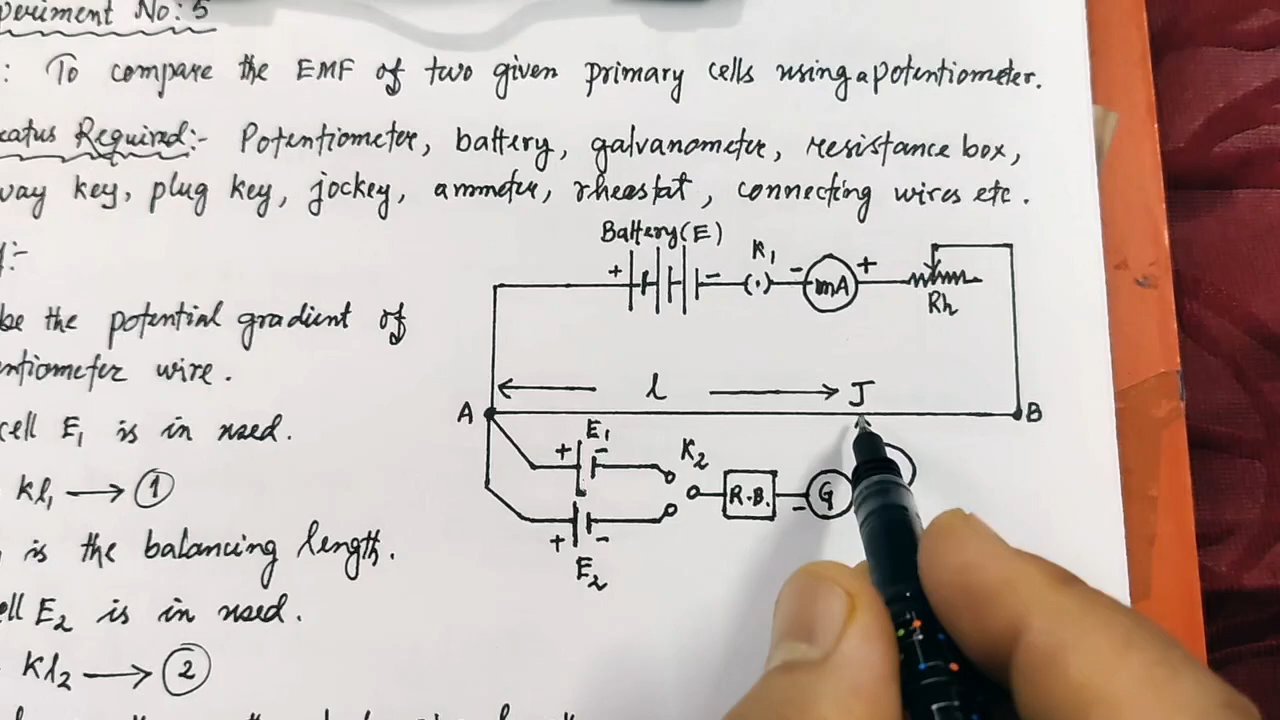 periment No: 5
: To compare the EMF of two given primary cells using a potentiometer.
ratus Required:- Potentiometer, battery, galvanometer, resistance box,
way key, plug key, jockey, ammeter, rheostat, connecting wires etc.
Battery(E)
+ - K₁ - mA +
Rh
y:-
be the potential gradient of
entiometer wire.
l J
A B
cell E₁ is in used.
E₁
+ -
K₂
Kl₁ → ①
R.B. - G
+ -
E₂
is the balancing length.
cell E₂ is in used.
Kl₂ → ②